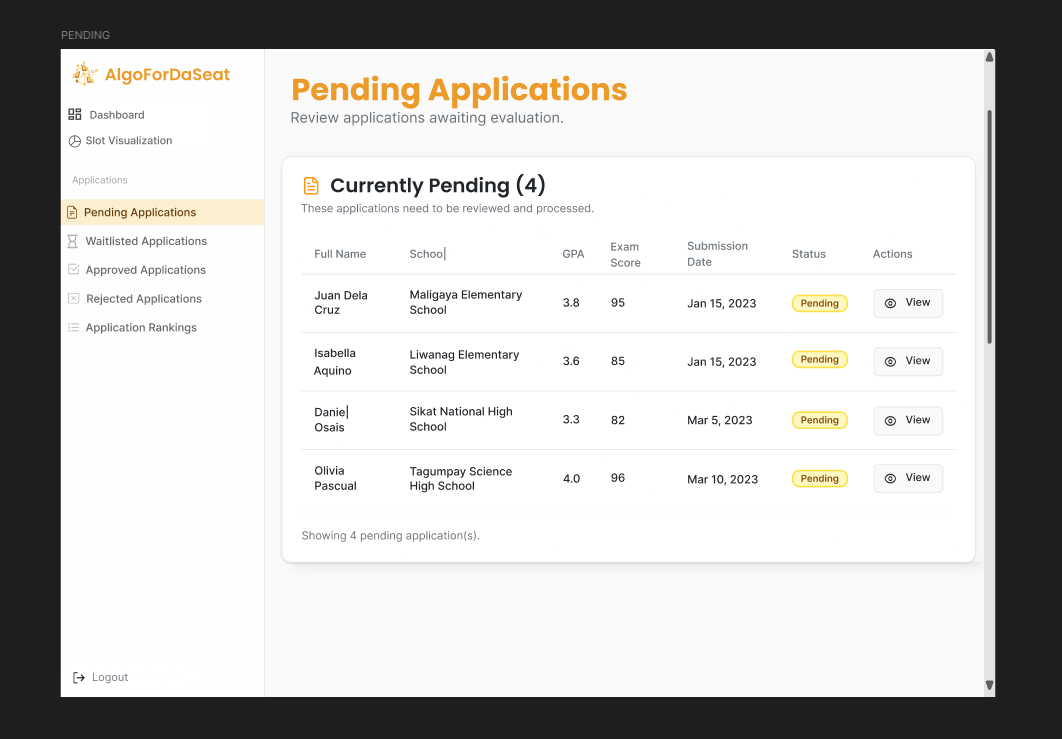 PENDING
AlgoForDaSeat
Dashboard
Slot Visualization
Applications
Pending Applications
Waitlisted Applications
Approved Applications
Rejected Applications
Application Rankings
Logout
Pending Applications
Review applications awaiting evaluation.
Currently Pending (4)
These applications need to be reviewed and processed.
Full Name School GPA Exam Score Submission Date Status Actions
Juan Dela Cruz Maligaya Elementary School 3.8 95 Jan 15, 2023 Pending View
Isabella Aquino Liwanag Elementary School 3.6 85 Jan 15, 2023 Pending View
Daniel Osais Sikat National High School 3.3 82 Mar 5, 2023 Pending View
Olivia Pascual Tagumpay Science High School 4.0 96 Mar 10, 2023 Pending View
Showing 4 pending application(s).